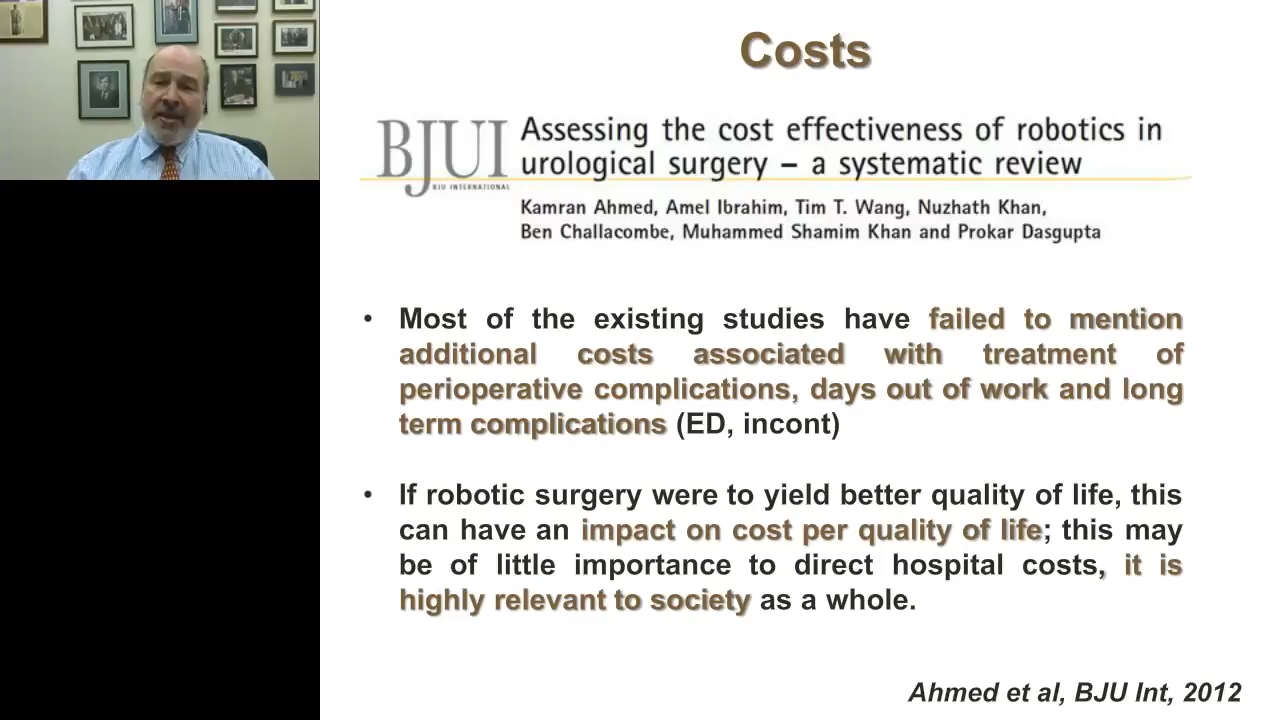 Costs
BJUI
BJU INTERNATIONAL
Assessing the cost effectiveness of robotics in
urological surgery – a systematic review
Kamran Ahmed, Amel Ibrahim, Tim T. Wang, Nuzhath Khan,
Ben Challacombe, Muhammed Shamim Khan and Prokar Dasgupta
• Most of the existing studies have failed to mention
additional costs associated with treatment of
perioperative complications, days out of work and long
term complications (ED, incont)
• If robotic surgery were to yield better quality of life, this
can have an impact on cost per quality of life; this may
be of little importance to direct hospital costs, it is
highly relevant to society as a whole.
Ahmed et al, BJU Int, 2012